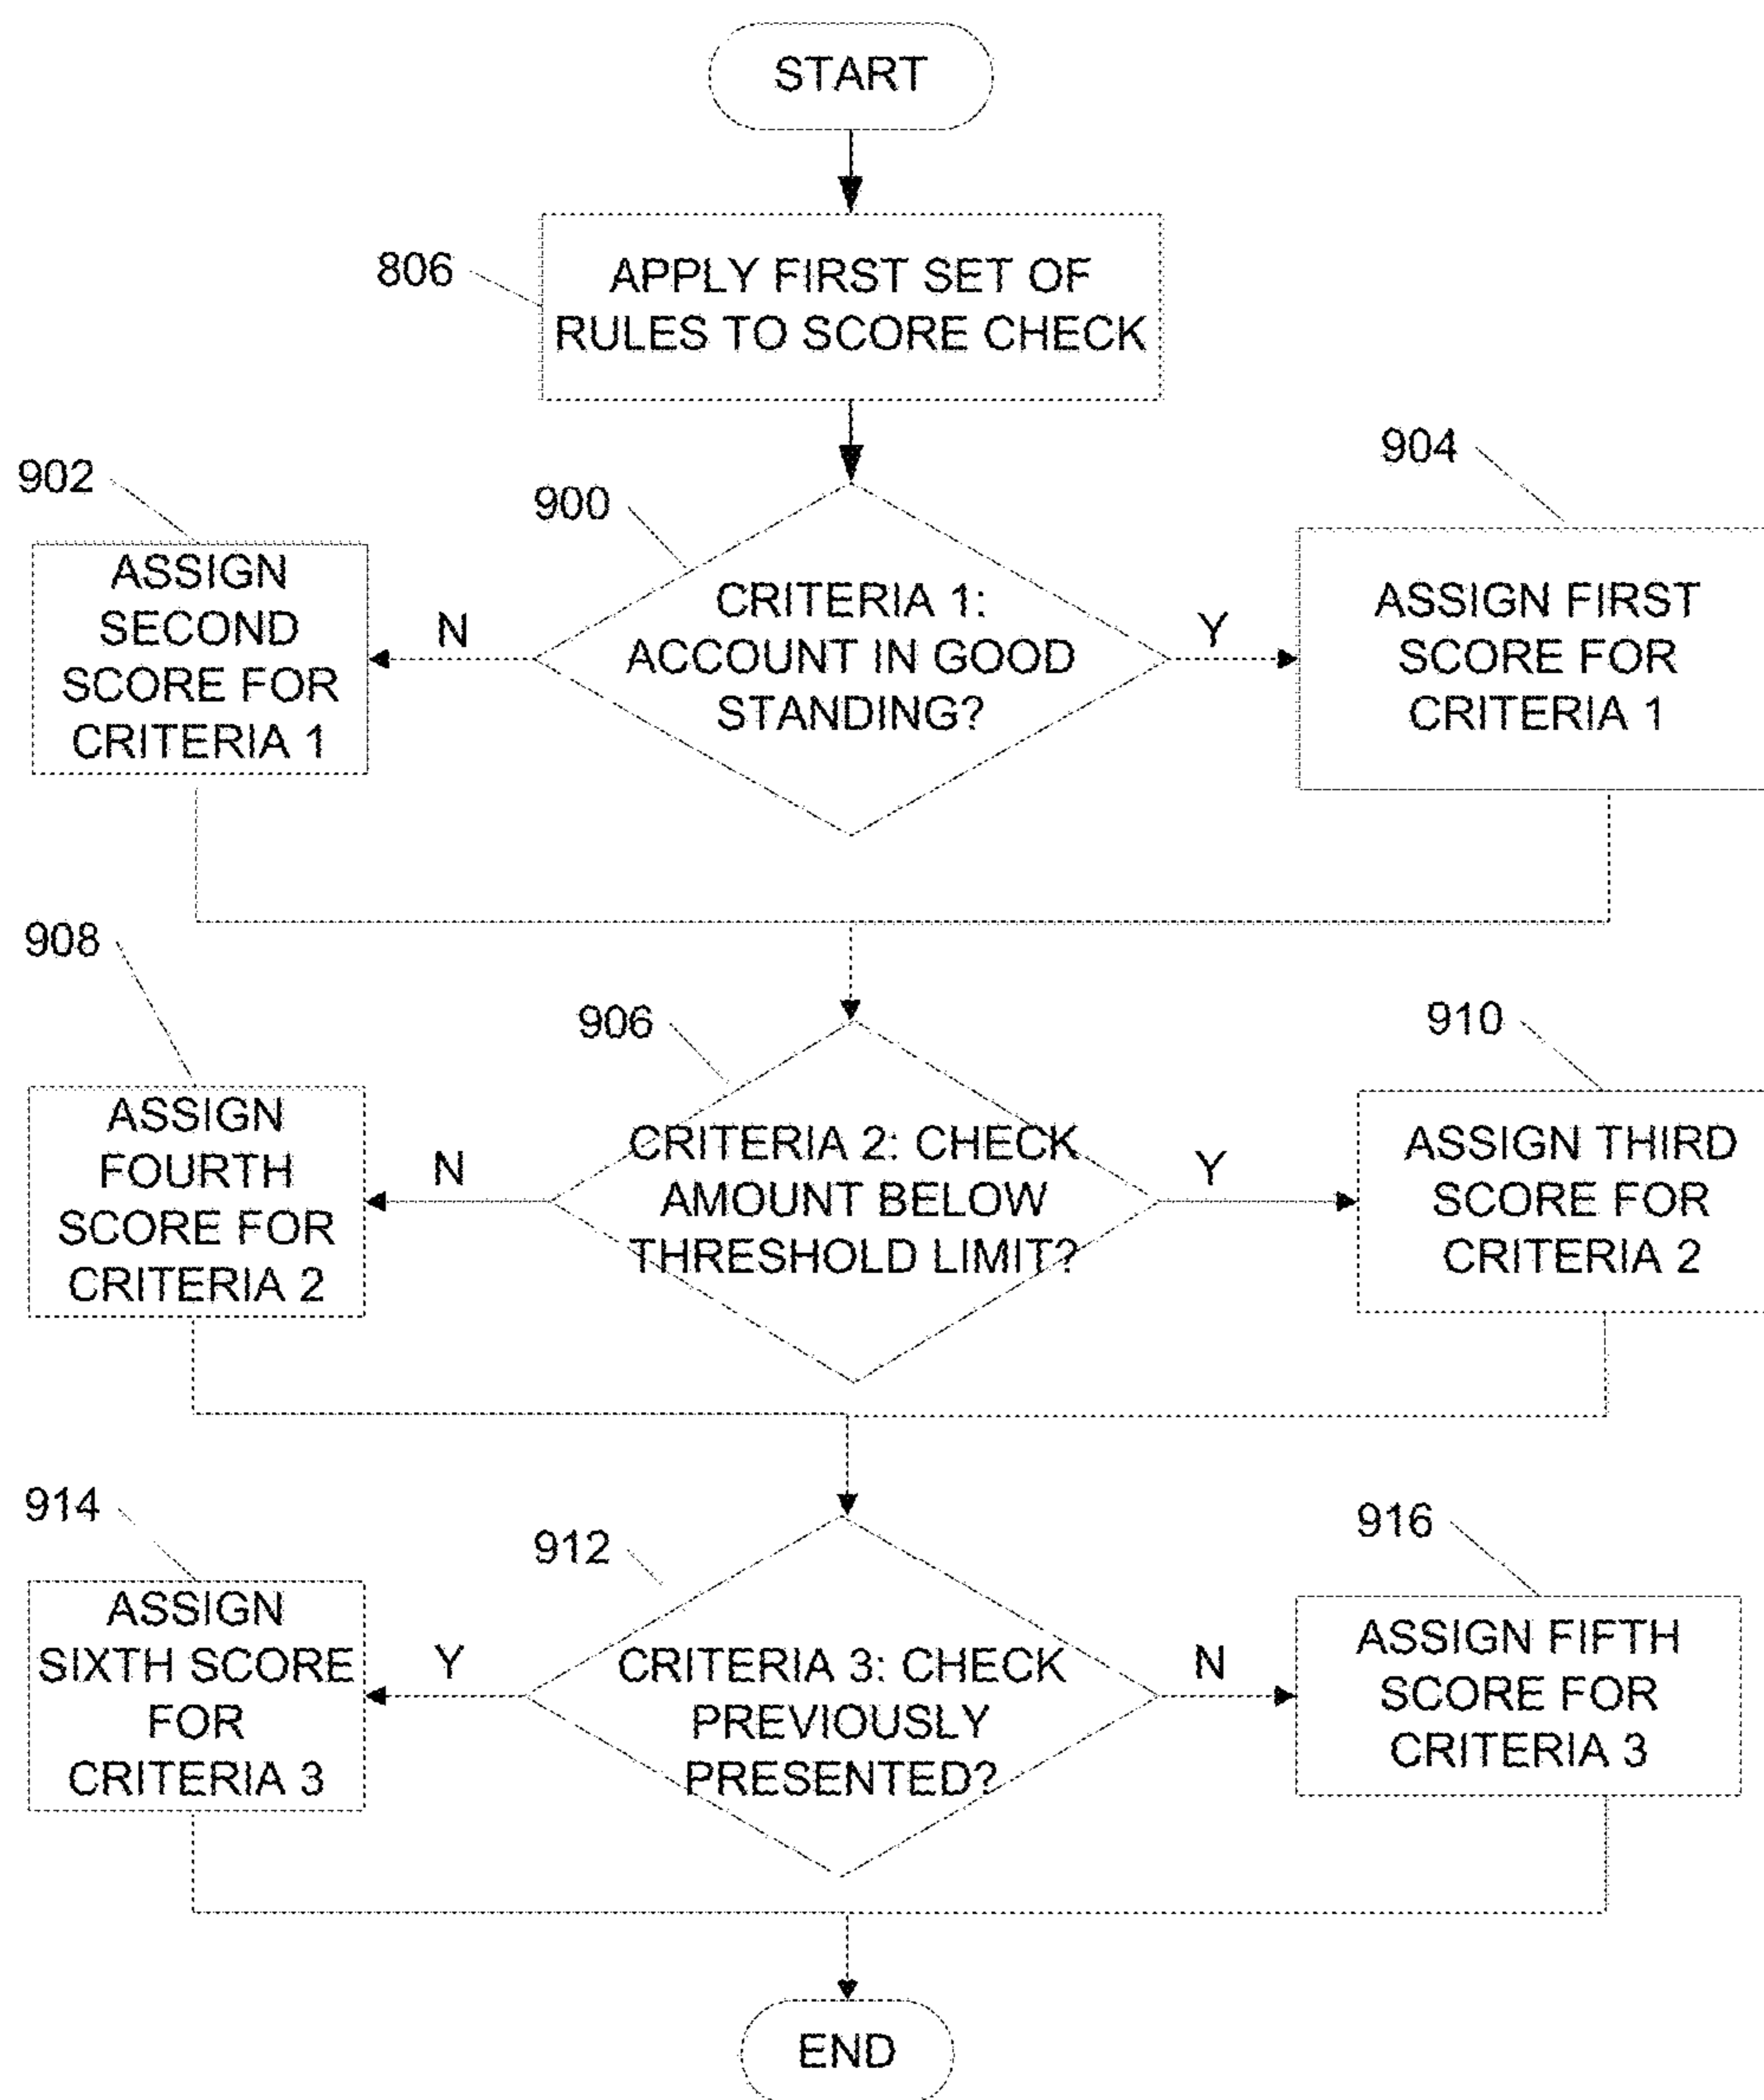 START
806
APPLY FIRST SET OF
RULES TO SCORE CHECK
902
900
904
ASSIGN
SECOND
SCORE FOR
CRITERIA 1
N
CRITERIA 1:
ACCOUNT IN GOOD
STANDING?
Y
ASSIGN FIRST
SCORE FOR
CRITERIA 1
908
906
910
ASSIGN
FOURTH
SCORE FOR
CRITERIA 2
N
CRITERIA 2: CHECK
AMOUNT BELOW
THRESHOLD LIMIT?
Y
ASSIGN THIRD
SCORE FOR
CRITERIA 2
914
912
916
ASSIGN
SIXTH SCORE
FOR
CRITERIA 3
Y
CRITERIA 3: CHECK
PREVIOUSLY
PRESENTED?
N
ASSIGN FIFTH
SCORE FOR
CRITERIA 3
END